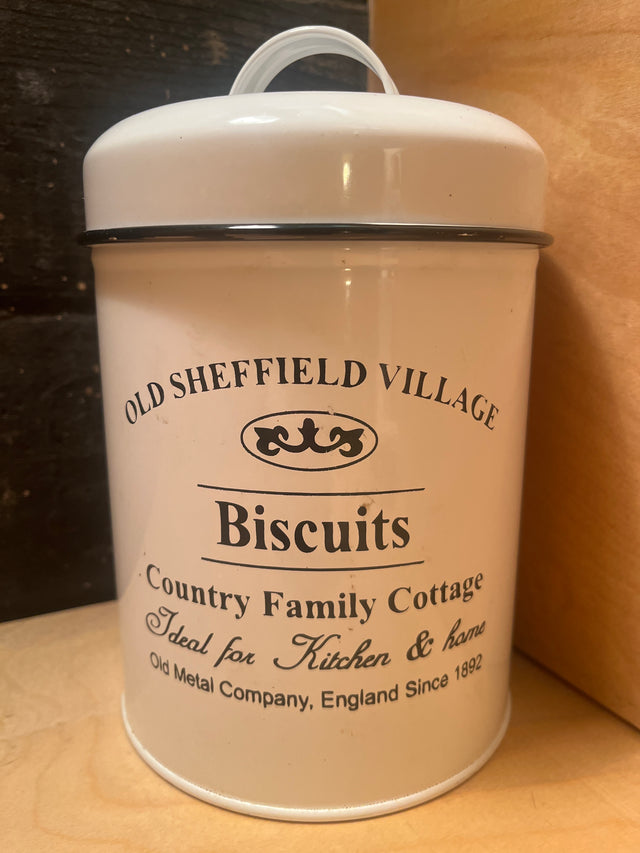 OLD SHEFFIELD VILLAGE
Biscuits
Country Family Cottage
Ideal for Kitchen & home
Old Metal Company, England Since 1892